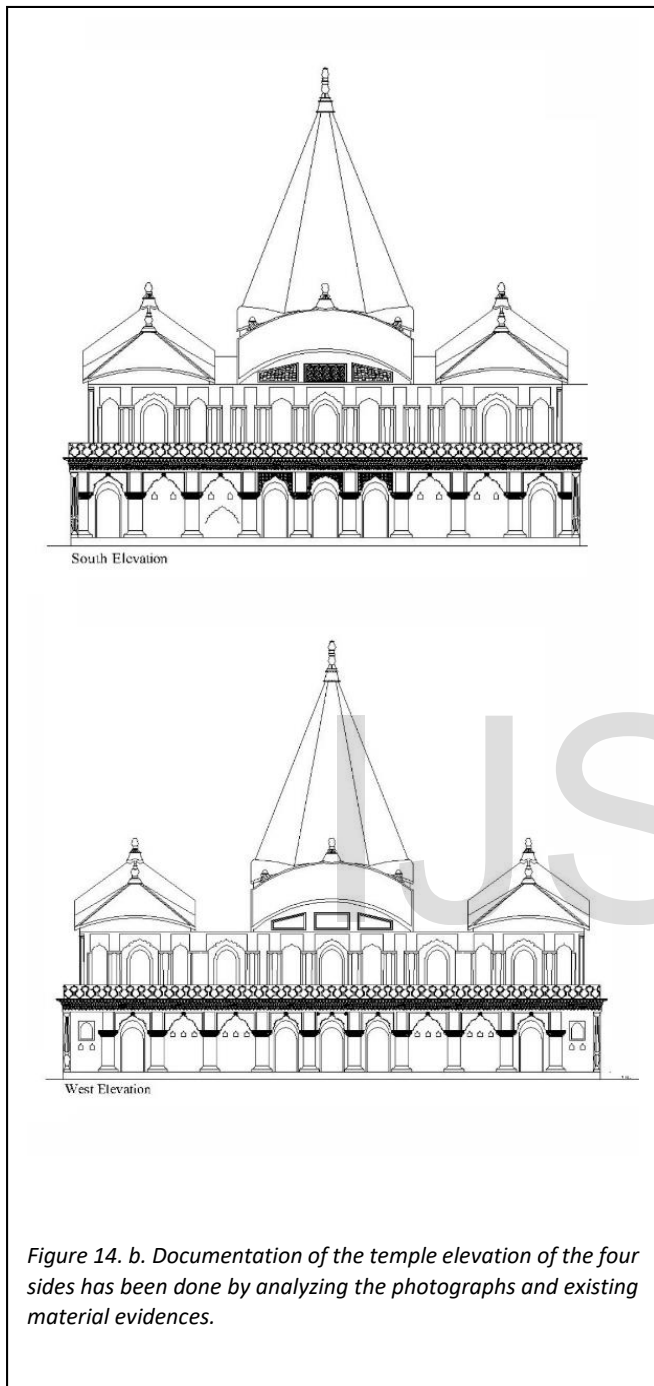 South Elevation
IJS
West Elevation
Figure 14. b. Documentation of the temple elevation of the four
sides has been done by analyzing the photographs and existing
material evidences.